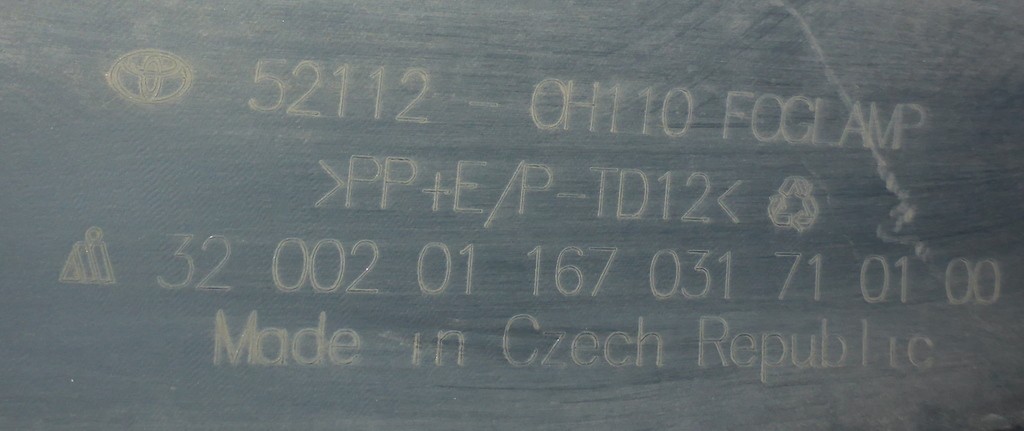 52112 - 0H110 FOGLAMP
>PP+E/P-TD12<
32 002 01 167 031 71 01 00
Made in Czech Republic